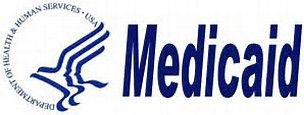 DEPARTMENT OF HEALTH & HUMAN SERVICES • USA
Medicaid